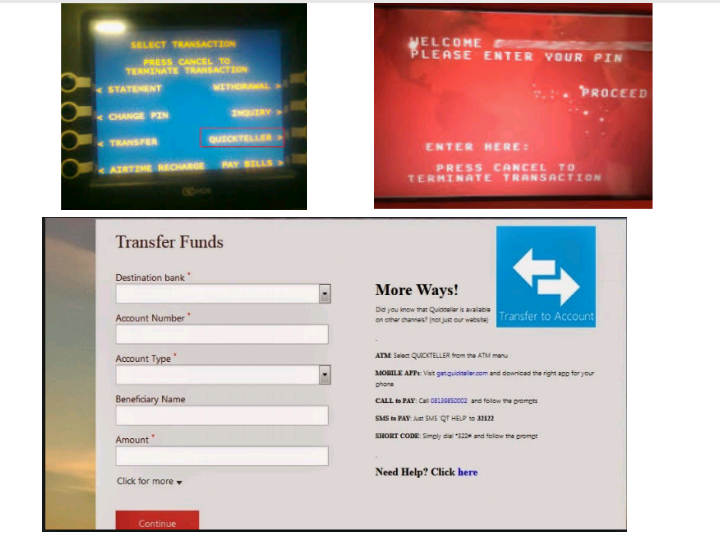 SELECT TRANSACTION
PRESS CANCEL TO
TERMINATE TRANSACTION
< STATEMENT WITHDRAWAL >
< CHANGE PIN INQUIRY >
< TRANSFER QUICKTELLER >
< AIRTIME RECHARGE PAY BILLS >
WELCOME
PLEASE ENTER YOUR PIN
PROCEED
ENTER HERE:
PRESS CANCEL TO
TERMINATE TRANSACTION
Transfer Funds
Destination bank *
Account Number *
Account Type *
Beneficiary Name
Amount *
Click for more
Continue
Transfer to Account
More Ways!
Did you know that Quickteller is available
on other channels? (not just our website)
ATM: Select QUICKTELLER from the ATM menu
MOBILE APPs: Visit get.quickteller.com and download the right app for your
phone
CALL to PAY: Call 08139850002 and follow the prompts
SMS to PAY: Just SMS 'QT HELP' to 32122
SHORT CODE: Simply dial *322# and follow the prompt
Need Help? Click here